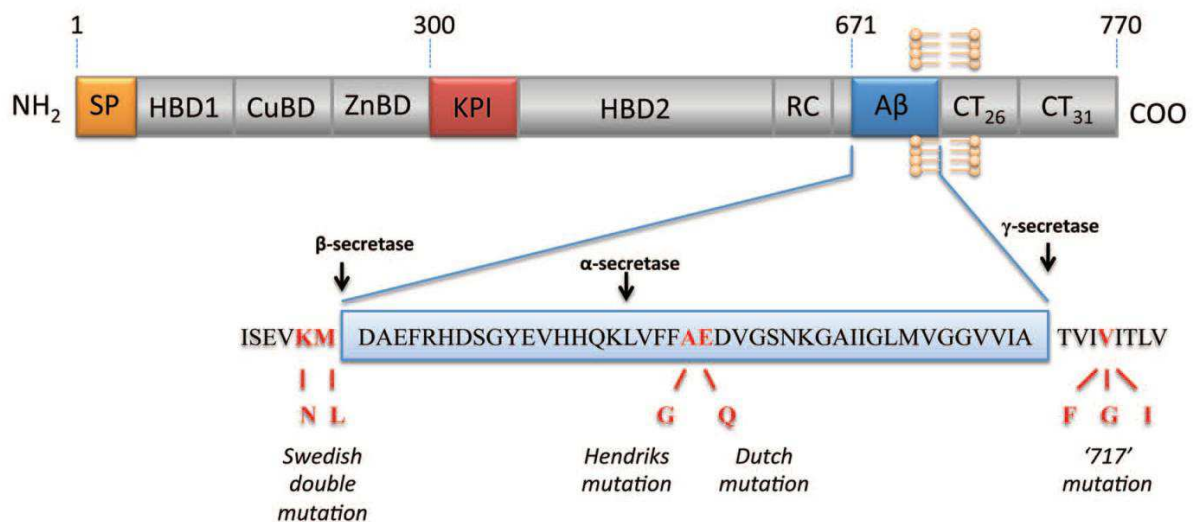 1 300 671 770
NH₂ SP HBD1 CuBD ZnBD KPI HBD2 RC Aβ CT₂₆ CT₃₁ COO
β-secretase α-secretase γ-secretase
ISEVKM DAEFRHDSGYEVHHQKLVFFAEDVGSNKGAIIGLMVGGVVIA TVIVITLV
N L G Q F G I
Swedish double mutation
Hendriks mutation
Dutch mutation
‘717’ mutation